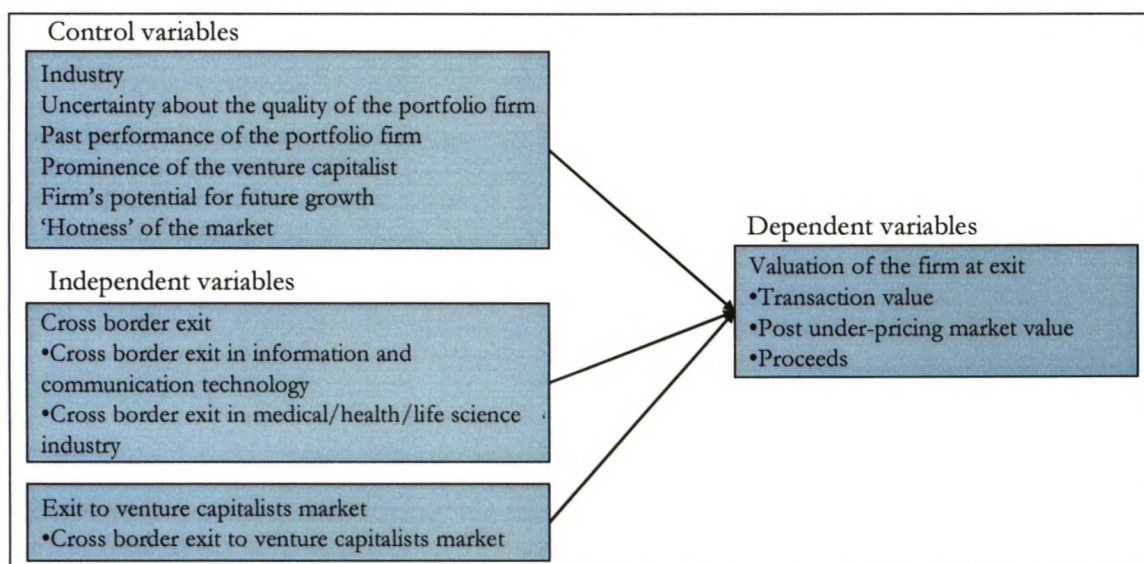 Control variables
Industry
Uncertainty about the quality of the portfolio firm
Past performance of the portfolio firm
Prominence of the venture capitalist
Firm's potential for future growth
'Hotness' of the market
Independent variables
Cross border exit
•Cross border exit in information and
communication technology
•Cross border exit in medical/health/life science
industry
Exit to venture capitalists market
•Cross border exit to venture capitalists market
Dependent variables
Valuation of the firm at exit
•Transaction value
•Post under-pricing market value
•Proceeds